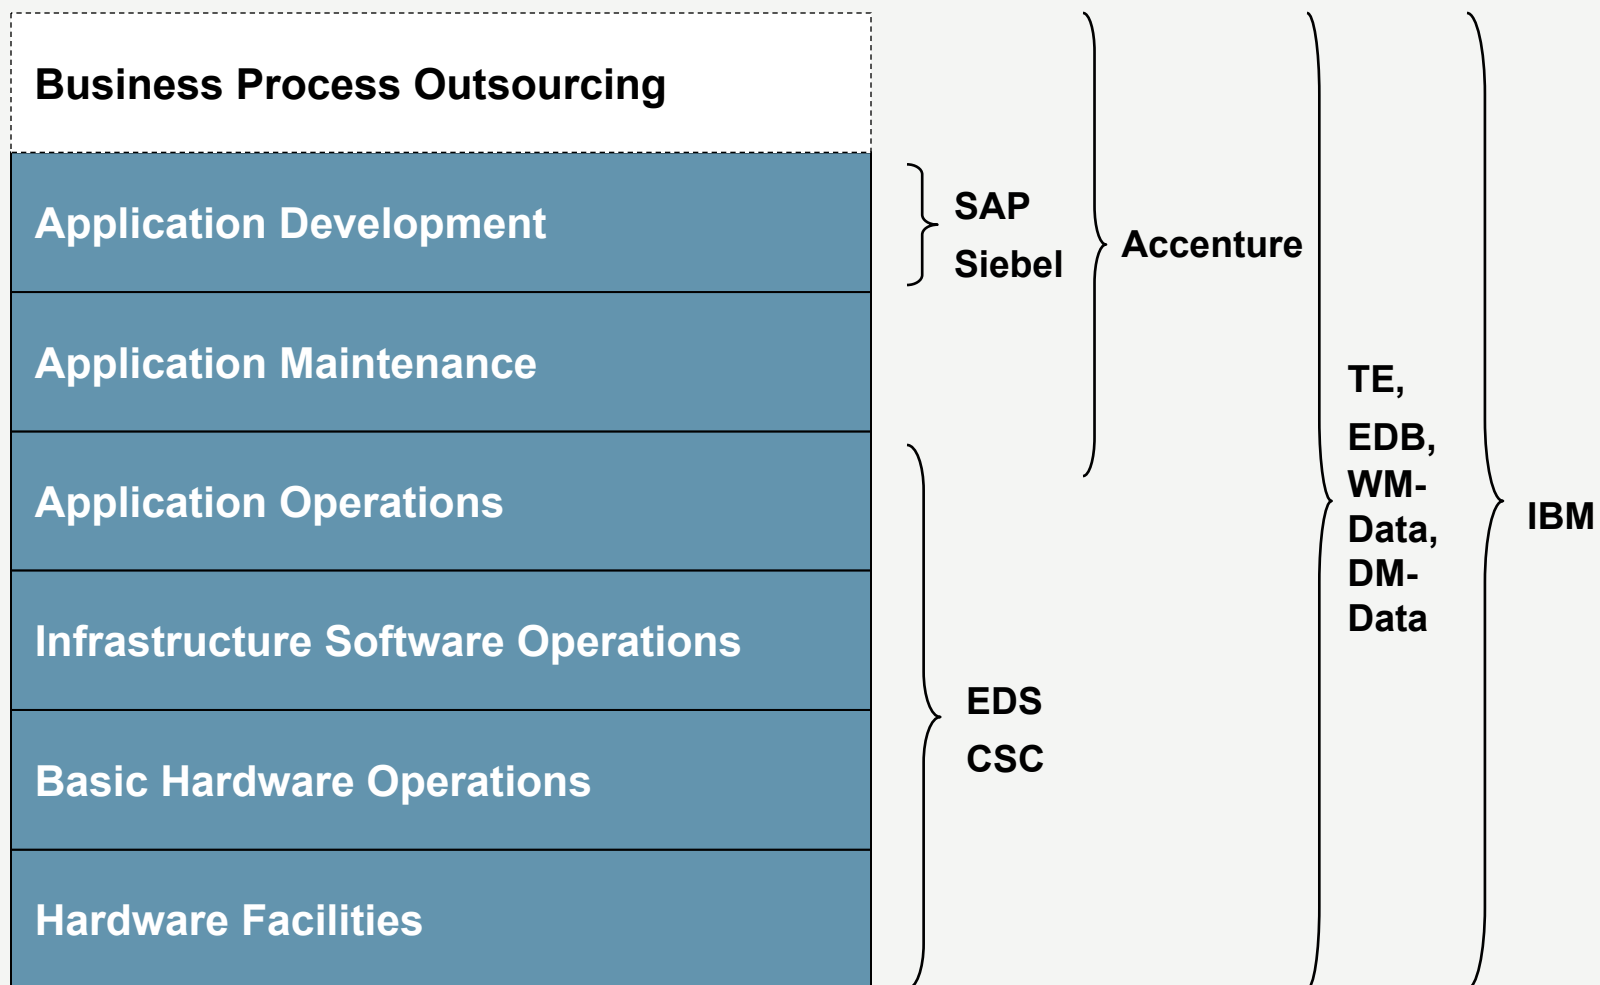 Business Process Outsourcing
Application Development
Application Maintenance
Application Operations
Infrastructure Software Operations
Basic Hardware Operations
Hardware Facilities
SAP
Siebel
EDS
CSC
Accenture
TE,
EDB,
WM-
Data,
DM-
Data
IBM